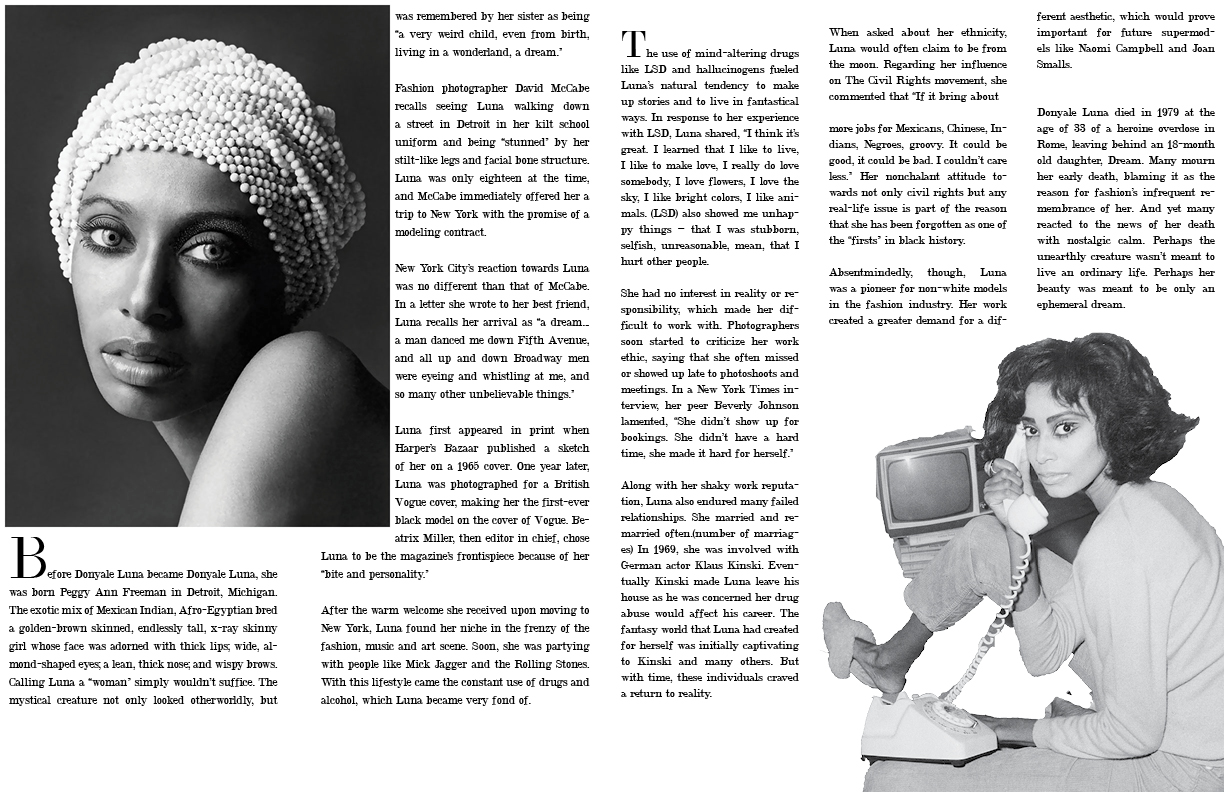 Before Donyale Luna became Donyale Luna, she
was born Peggy Ann Freeman in Detroit, Michigan.
The exotic mix of Mexican Indian, Afro-Egyptian bred
a golden-brown skinned, endlessly tall, x-ray skinny
girl whose face was adorned with thick lips; wide, al-
mond-shaped eyes; a lean, thick nose; and wispy brows.
Calling Luna a "woman" simply wouldn't suffice. The
mystical creature not only looked otherworldly, but
was remembered by her sister as being
"a very weird child, even from birth,
living in a wonderland, a dream."
Fashion photographer David McCabe
recalls seeing Luna walking down
a street in Detroit in her kilt school
uniform and being "stunned" by her
stilt-like legs and facial bone structure.
Luna was only eighteen at the time,
and McCabe immediately offered her a
trip to New York with the promise of a
modeling contract.
New York City's reaction towards Luna
was no different than that of McCabe.
In a letter she wrote to her best friend,
Luna recalls her arrival as "a dream...
a man danced me down Fifth Avenue,
and all up and down Broadway men
were eyeing and whistling at me, and
so many other unbelievable things."
Luna first appeared in print when
Harper's Bazaar published a sketch
of her on a 1965 cover. One year later,
Luna was photographed for a British
Vogue cover, making her the first-ever
black model on the cover of Vogue. Be-
atrix Miller, then editor in chief, chose
Luna to be the magazine's frontispiece because of her
"bite and personality."
After the warm welcome she received upon moving to
New York, Luna found her niche in the frenzy of the
fashion, music and art scene. Soon, she was partying
with people like Mick Jagger and the Rolling Stones.
With this lifestyle came the constant use of drugs and
alcohol, which Luna became very fond of.
The use of mind-altering drugs
like LSD and hallucinogens fueled
Luna's natural tendency to make
up stories and to live in fantastical
ways. In response to her experience
with LSD, Luna shared, "I think it's
great. I learned that I like to live,
I like to make love, I really do love
somebody, I love flowers, I love the
sky, I like bright colors, I like ani-
mals. (LSD) also showed me unhap-
py things – that I was stubborn,
selfish, unreasonable, mean, that I
hurt other people.
She had no interest in reality or re-
sponsibility, which made her dif-
ficult to work with. Photographers
soon started to criticize her work
ethic, saying that she often missed
or showed up late to photoshoots and
meetings. In a New York Times in-
terview, her peer Beverly Johnson
lamented, "She didn't show up for
bookings. She didn't have a hard
time, she made it hard for herself."
Along with her shaky work reputa-
tion, Luna also endured many failed
relationships. She married and re-
married often.(number of marriag-
es) In 1969, she was involved with
German actor Klaus Kinski. Even-
tually Kinski made Luna leave his
house as he was concerned her drug
abuse would affect his career. The
fantasy world that Luna had created
for herself was initially captivating
to Kinski and many others. But
with time, these individuals craved
a return to reality.
When asked about her ethnicity,
Luna would often claim to be from
the moon. Regarding her influence
on The Civil Rights movement, she
commented that "If it bring about
more jobs for Mexicans, Chinese, In-
dians, Negroes, groovy. It could be
good, it could be bad. I couldn't care
less." Her nonchalant attitude to-
wards not only civil rights but any
real-life issue is part of the reason
that she has been forgotten as one of
the "firsts" in black history.
Absentmindedly, though, Luna
was a pioneer for non-white models
in the fashion industry. Her work
created a greater demand for a dif-
ferent aesthetic, which would prove
important for future supermod-
els like Naomi Campbell and Joan
Smalls.
Donyale Luna died in 1979 at the
age of 33 of a heroine overdose in
Rome, leaving behind an 18-month
old daughter, Dream. Many mourn
her early death, blaming it as the
reason for fashion's infrequent re-
membrance of her. And yet many
reacted to the news of her death
with nostalgic calm. Perhaps the
unearthly creature wasn't meant to
live an ordinary life. Perhaps her
beauty was meant to be only an
ephemeral dream.